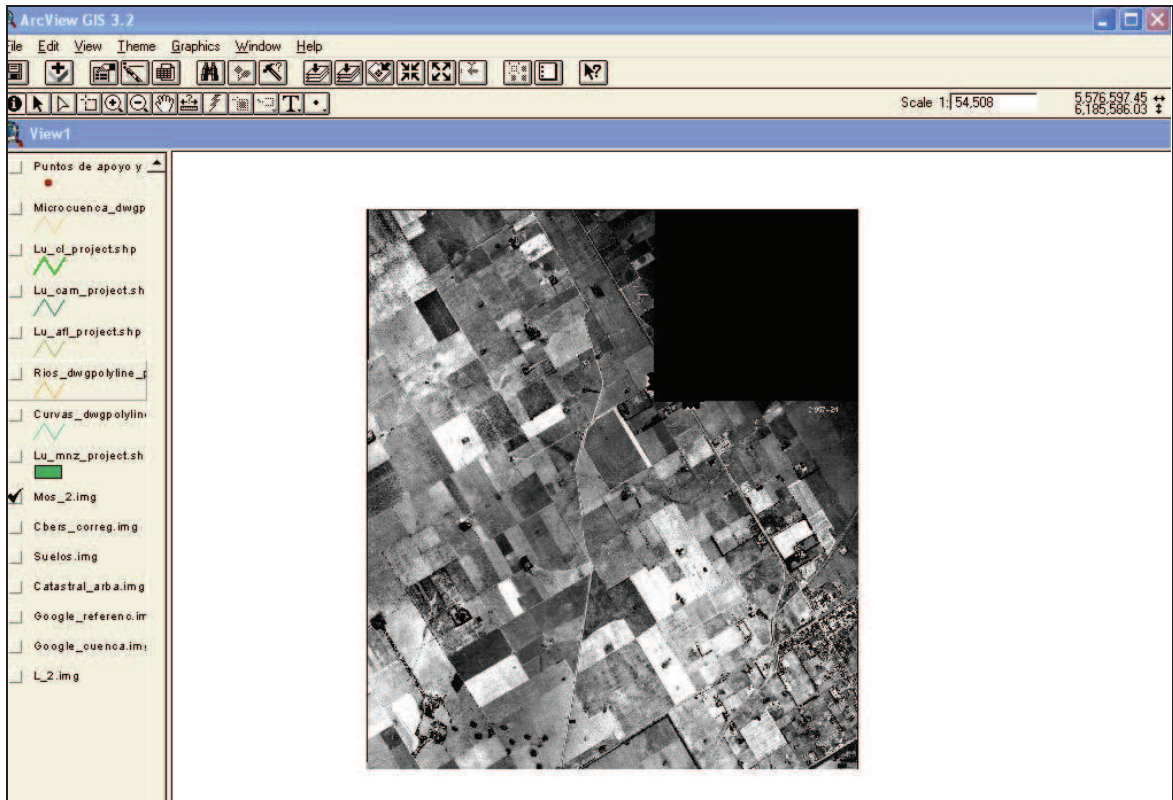 ArcView GIS 3.2
File Edit View Theme Graphics Window Help
Scale 1: 54,508
5,576,597.45
6,185,586.03
View1
Puntos de apoyo y
Microcuenca_dwgp
Lu_cl_project.shp
Lu_cam_project.sh
Lu_afl_project.shp
Rios_dwgpolyline_p
Curvas_dwgpolyline
Lu_mnz_project.sh
Mos_2.img
Cbers_correg.img
Suelos.img
Catastral_arba.img
Google_referenc.im
Google_cuenca.im
L_2.img